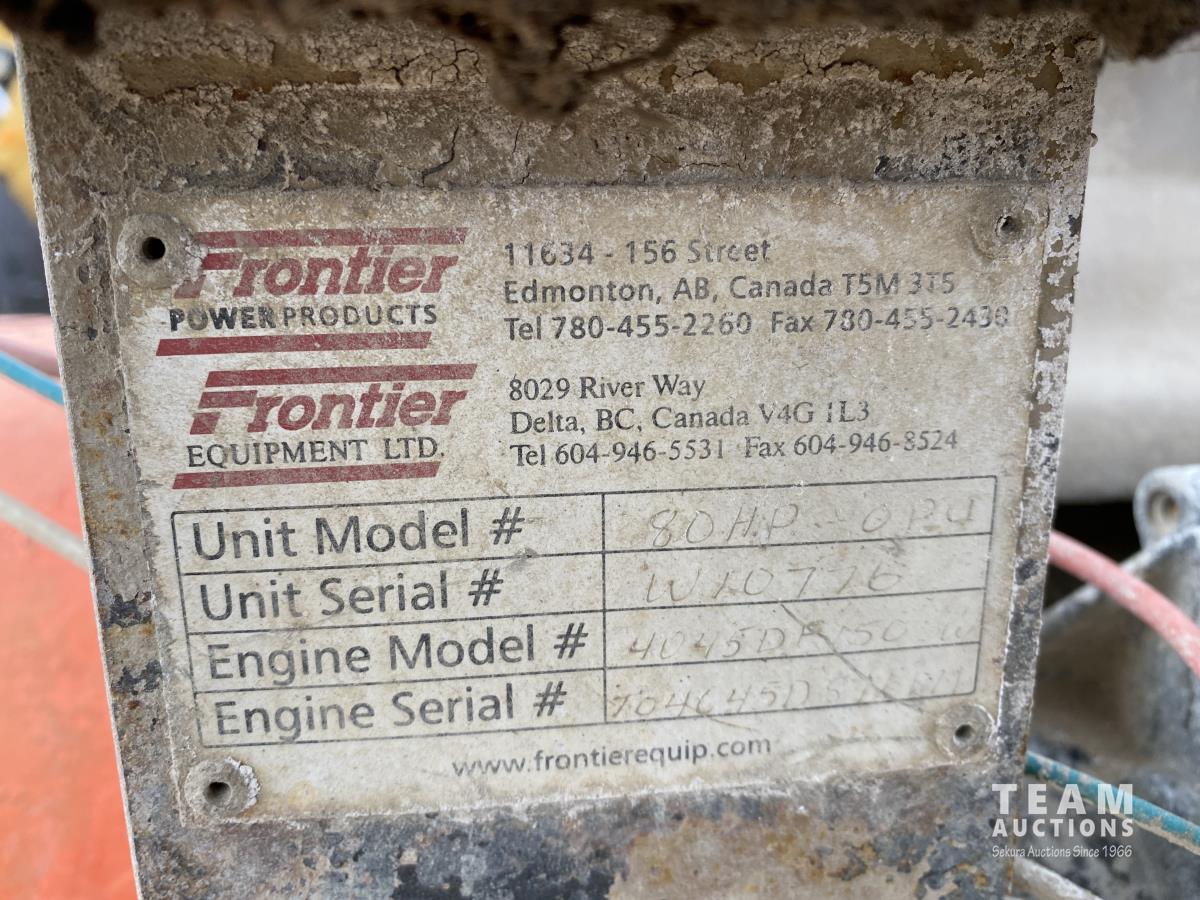 Frontier
POWER PRODUCTS
11634 - 156 Street
Edmonton, AB, Canada T5M 3T5
Tel 780-455-2260 Fax 780-455-2438
Frontier
EQUIPMENT LTD.
8029 River Way
Delta, BC, Canada V4G 1L3
Tel 604-946-5531 Fax 604-946-8524
Unit Model # 80HP - OPU
Unit Serial #
Engine Model #
Engine Serial #
www.frontierequip.com
TEAM
AUCTIONS
Sekura Auctions Since 1966